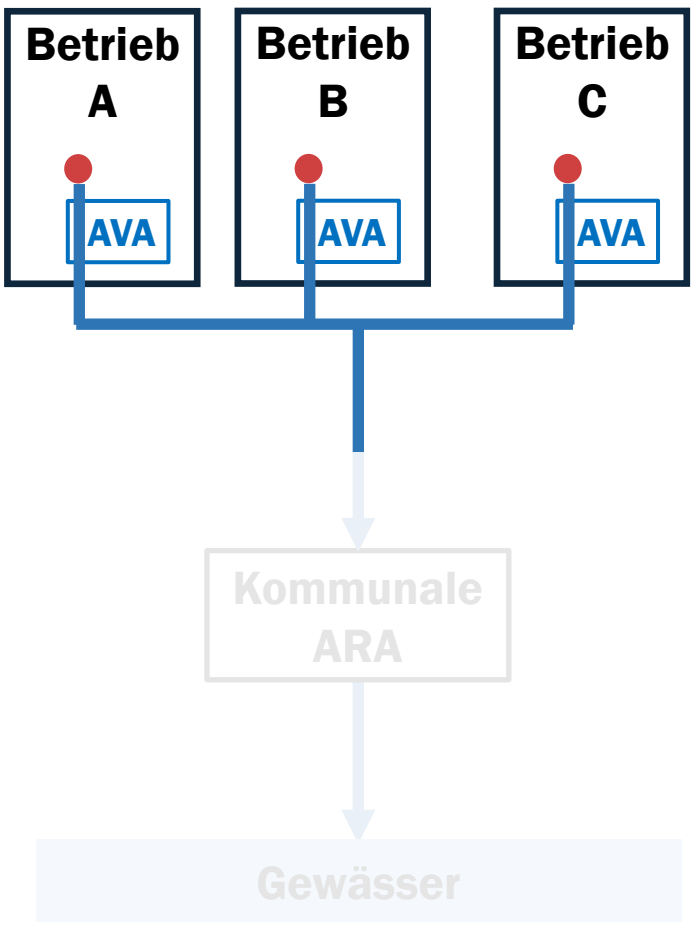 Betrieb
A
Betrieb
B
Betrieb
C
AVA
AVA
AVA
Kommunale
ARA
Gewässer